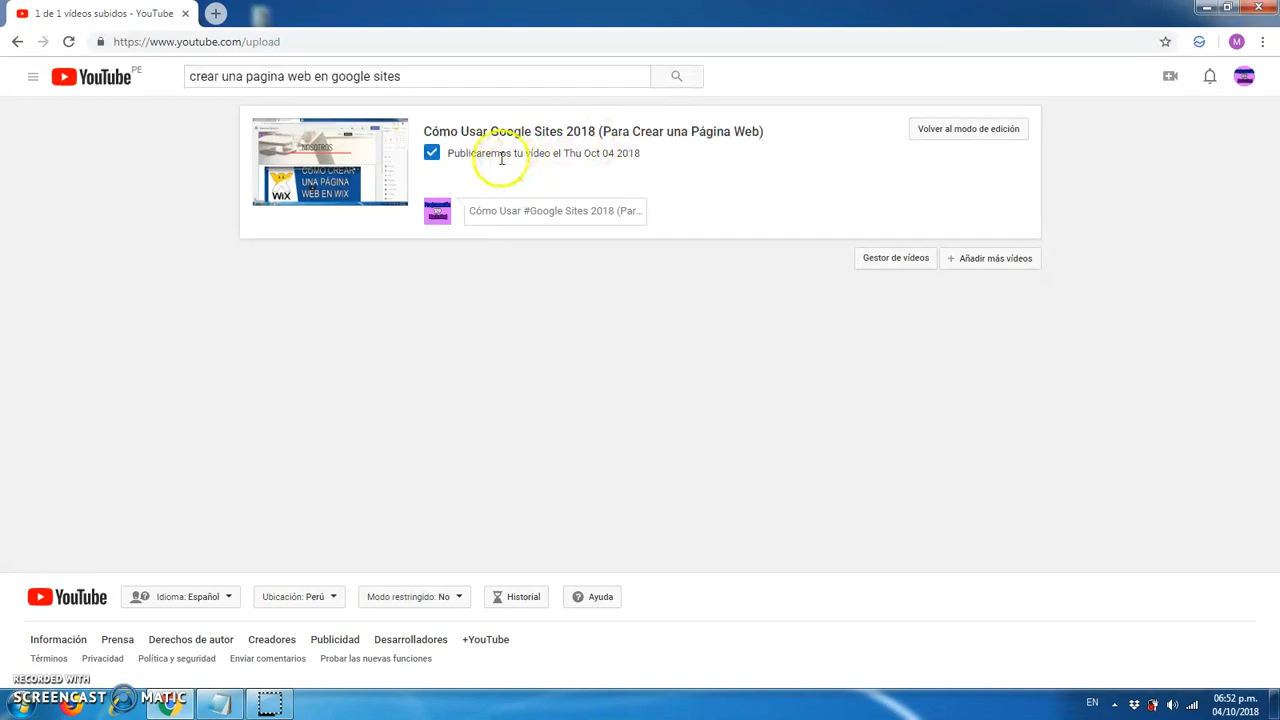 1 de 1 vídeos subidos - YouTube
https://www.youtube.com/upload
M
YouTube PE
crear una pagina web en google sites
Cómo Usar Google Sites 2018 (Para Crear una Página Web)
Volver al modo de edición
Publicaremos tu vídeo el Thu Oct 04 2018
NOSOTROS
WiX
CÓMO CREAR
UNA PÁGINA
WEB EN WIX
Cómo Usar #Google Sites 2018 (Par...
Gestor de vídeos
+ Añadir más vídeos
YouTube
Idioma: Español
Ubicación: Perú
Modo restringido: No
Historial
Ayuda
Información Prensa Derechos de autor Creadores Publicidad Desarrolladores +YouTube
Términos Privacidad Política y seguridad Enviar comentarios Probar las nuevas funciones
RECORDED WITH
SCREENCAST MATIC
EN
06:52 p.m.
04/10/2018